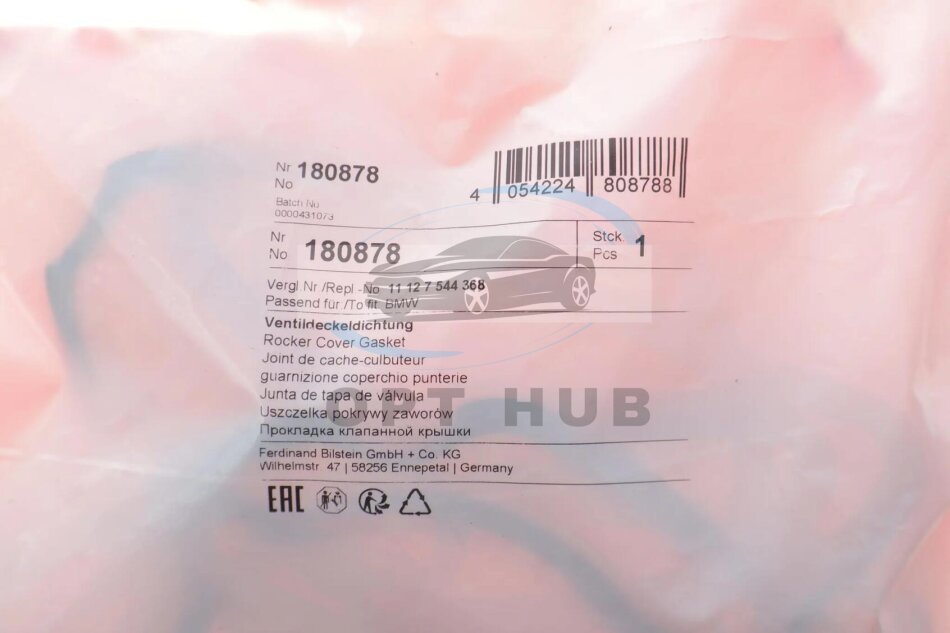 Nr 180878
No
Batch No
0000431073
4 054224 808788
Nr
No 180878
Stck. 1
Pcs
Vergl.Nr./Repl.-No. 11 12 7 544 368
Passend für /To fit: BMW
Ventildeckeldichtung
Rocker Cover Gasket
Joint de cache-culbuteur
guarnizione coperchio punterie
Junta de tapa de válvula
Uszczelka pokrywy zaworów
Прокладка клапанной крышки
OPT HUB
Ferdinand Bilstein GmbH + Co. KG
Wilhelmstr. 47 | 58256 Ennepetal | Germany
EAC